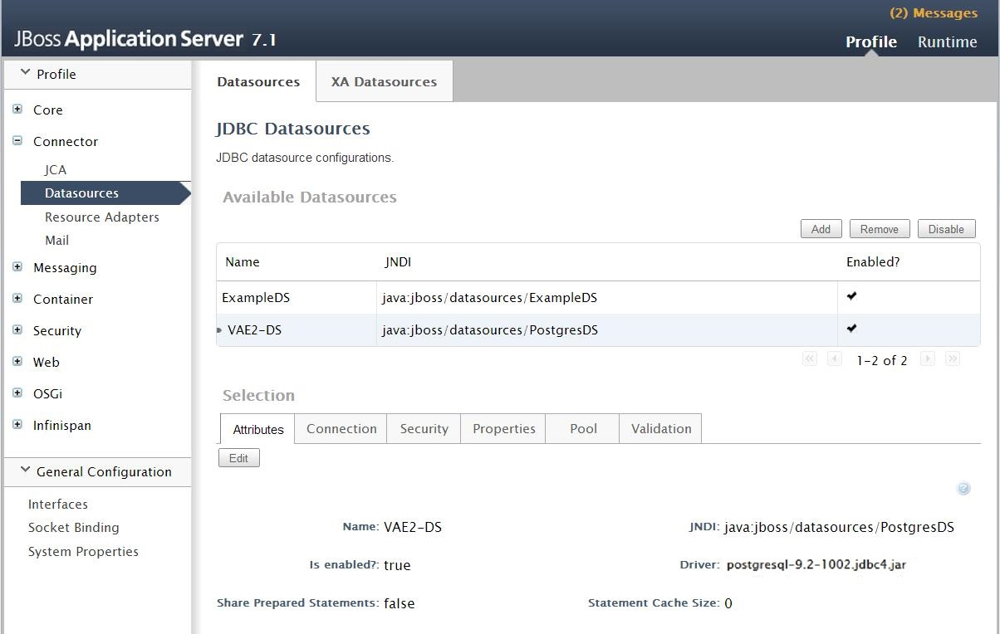 (2) Messages
JBoss Application Server 7.1
Profile Runtime
Profile
Core
Connector
JCA
Datasources
Resource Adapters
Mail
Messaging
Container
Security
Web
OSGi
Infinispan
General Configuration
Interfaces
Socket Binding
System Properties
Datasources XA Datasources
JDBC Datasources
JDBC datasource configurations.
Available Datasources
Add Remove Disable
Name JNDI Enabled?
ExampleDS java:jboss/datasources/ExampleDS
VAE2-DS java:jboss/datasources/PostgresDS
1-2 of 2
Selection
Attributes Connection Security Properties Pool Validation
Edit
Name: VAE2-DS JNDI: java:jboss/datasources/PostgresDS
Is enabled?: true Driver: postgresql-9.2-1002.jdbc4.jar
Share Prepared Statements: false Statement Cache Size: 0